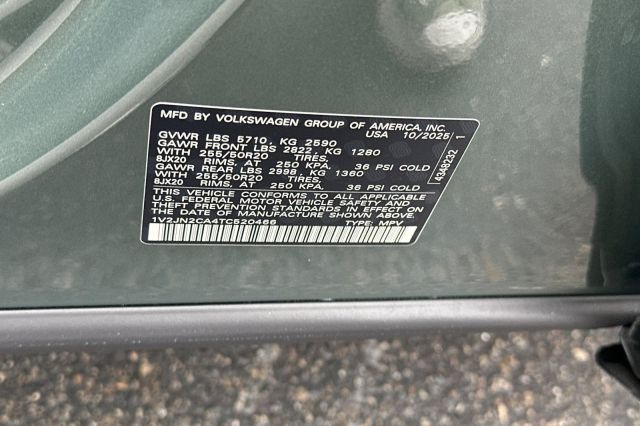 MFD. BY VOLKSWAGEN GROUP OF AMERICA, INC.
USA 10/2025
GVWR LBS 5710, KG 2590
GAWR FRONT LBS 2822, KG 1280
WITH 255/50R20 TIRES,
8JX20 RIMS, AT 250 KPA, 36 PSI COLD
GAWR REAR LBS 2998, KG 1360
WITH 255/50R20 TIRES,
8JX20 RIMS, AT 250 KPA, 36 PSI COLD
THIS VEHICLE CONFORMS TO ALL APPLICABLE
U.S. FEDERAL MOTOR VEHICLE SAFETY AND
THEFT PREVENTION STANDARDS IN EFFECT ON
THE DATE OF MANUFACTURE SHOWN ABOVE.
1V2JN2CA4TC520466 TYPE: MPV
4348232 1